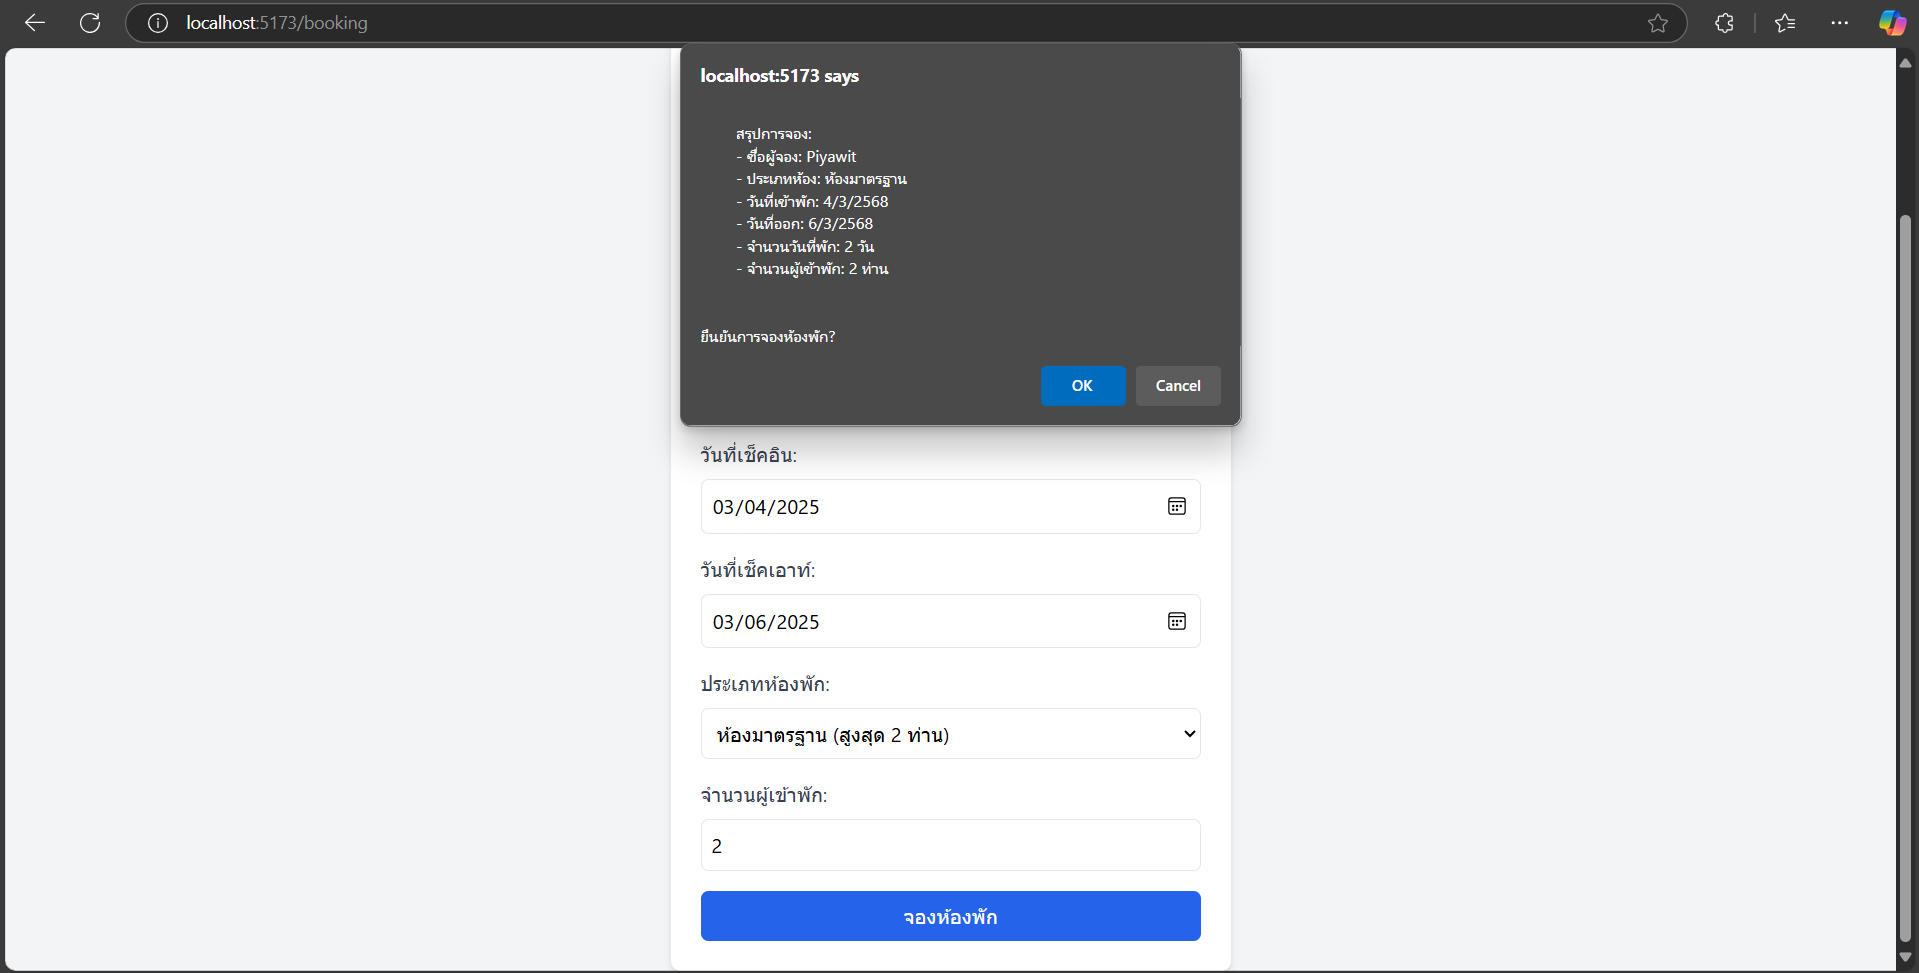 localhost:5173/booking
localhost:5173 says
สรุปการจอง:
- ชื่อผู้จอง: Piyawit
- ประเภทห้อง: ห้องมาตรฐาน
- วันที่เข้าพัก: 4/3/2568
- วันที่ออก: 6/3/2568
- จำนวนวันที่พัก: 2 วัน
- จำนวนผู้เข้าพัก: 2 ท่าน
ยืนยันการจองห้องพัก?
OK Cancel
วันที่เช็คอิน:
03/04/2025
วันที่เช็คเอาท์:
03/06/2025
ประเภทห้องพัก:
ห้องมาตรฐาน (สูงสุด 2 ท่าน)
จำนวนผู้เข้าพัก:
2
จองห้องพัก